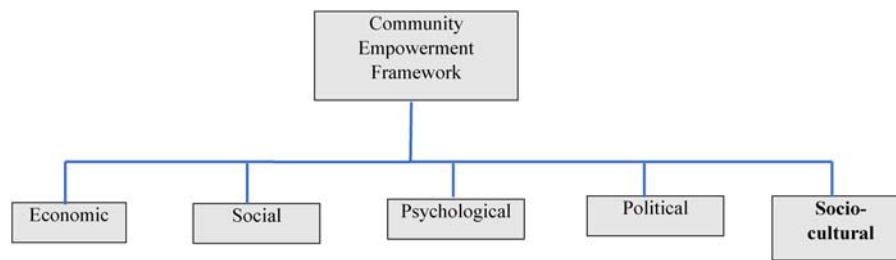 Community
Empowerment
Framework
Economic
Social
Psychological
Political
Socio-
cultural